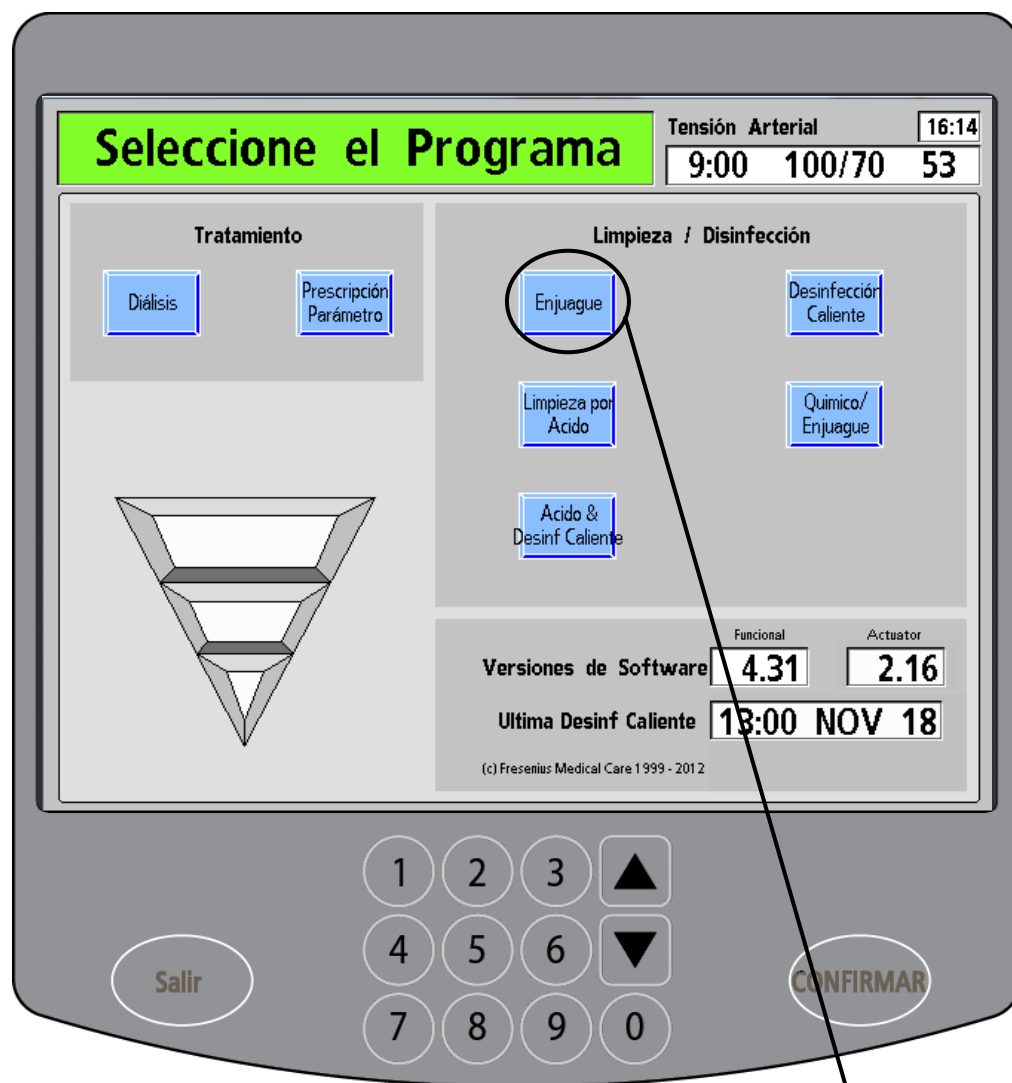 Seleccione el Programa
Tensión Arterial
16:14
9:00 100/70 53
Tratamiento
Diálisis
Prescripción
Parámetro
Limpieza / Disinfección
Enjuague
Desinfección
Caliente
Limpieza por
Acido
Quimico/
Enjuague
Acido &
Desinf Caliente
Funcional
Actuator
Versiones de Software 4.31 2.16
Ultima Desinf Caliente 13:00 NOV 18
(c) Fresenius Medical Care 1999 - 2012
1 2 3
4 5 6
7 8 9 0
Salir
CONFIRMAR